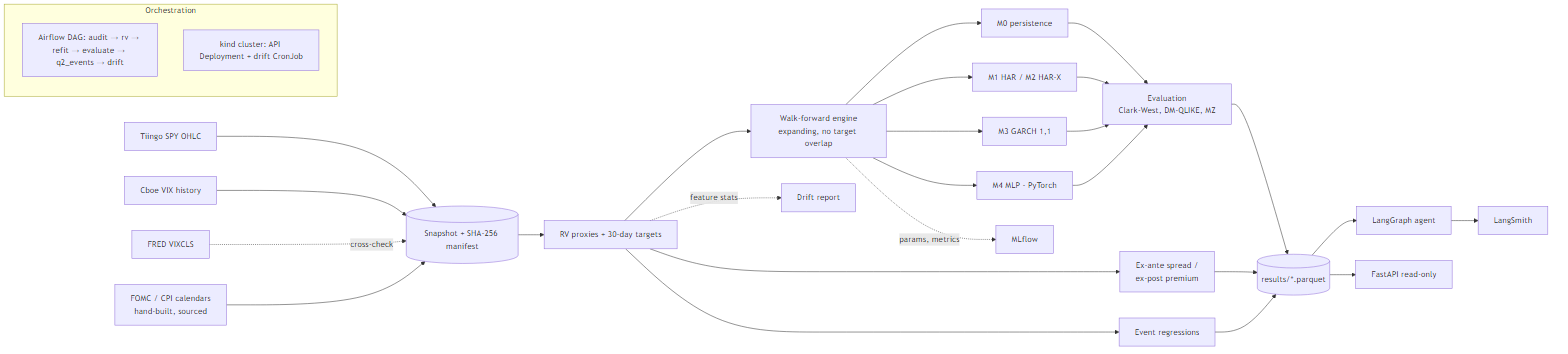 Orchestration
Airflow DAG: audit → rv →
refit → evaluate →
q2_events → drift
kind cluster: API
Deployment + drift CronJob
Tiingo SPY OHLC
Cboe VIX history
FRED VIXCLS
FOMC / CPI calendars
hand-built, sourced
cross-check
Snapshot + SHA-256
manifest
RV proxies + 30-day targets
feature stats
Walk-forward engine
expanding, no target
overlap
Drift report
params, metrics
MLflow
M0 persistence
M1 HAR / M2 HAR-X
M3 GARCH 1,1
M4 MLP - PyTorch
Evaluation
Clark-West, DM-QLIKE, MZ
Ex-ante spread /
ex-post premium
Event regressions
results/*.parquet
LangGraph agent
LangSmith
FastAPI read-only